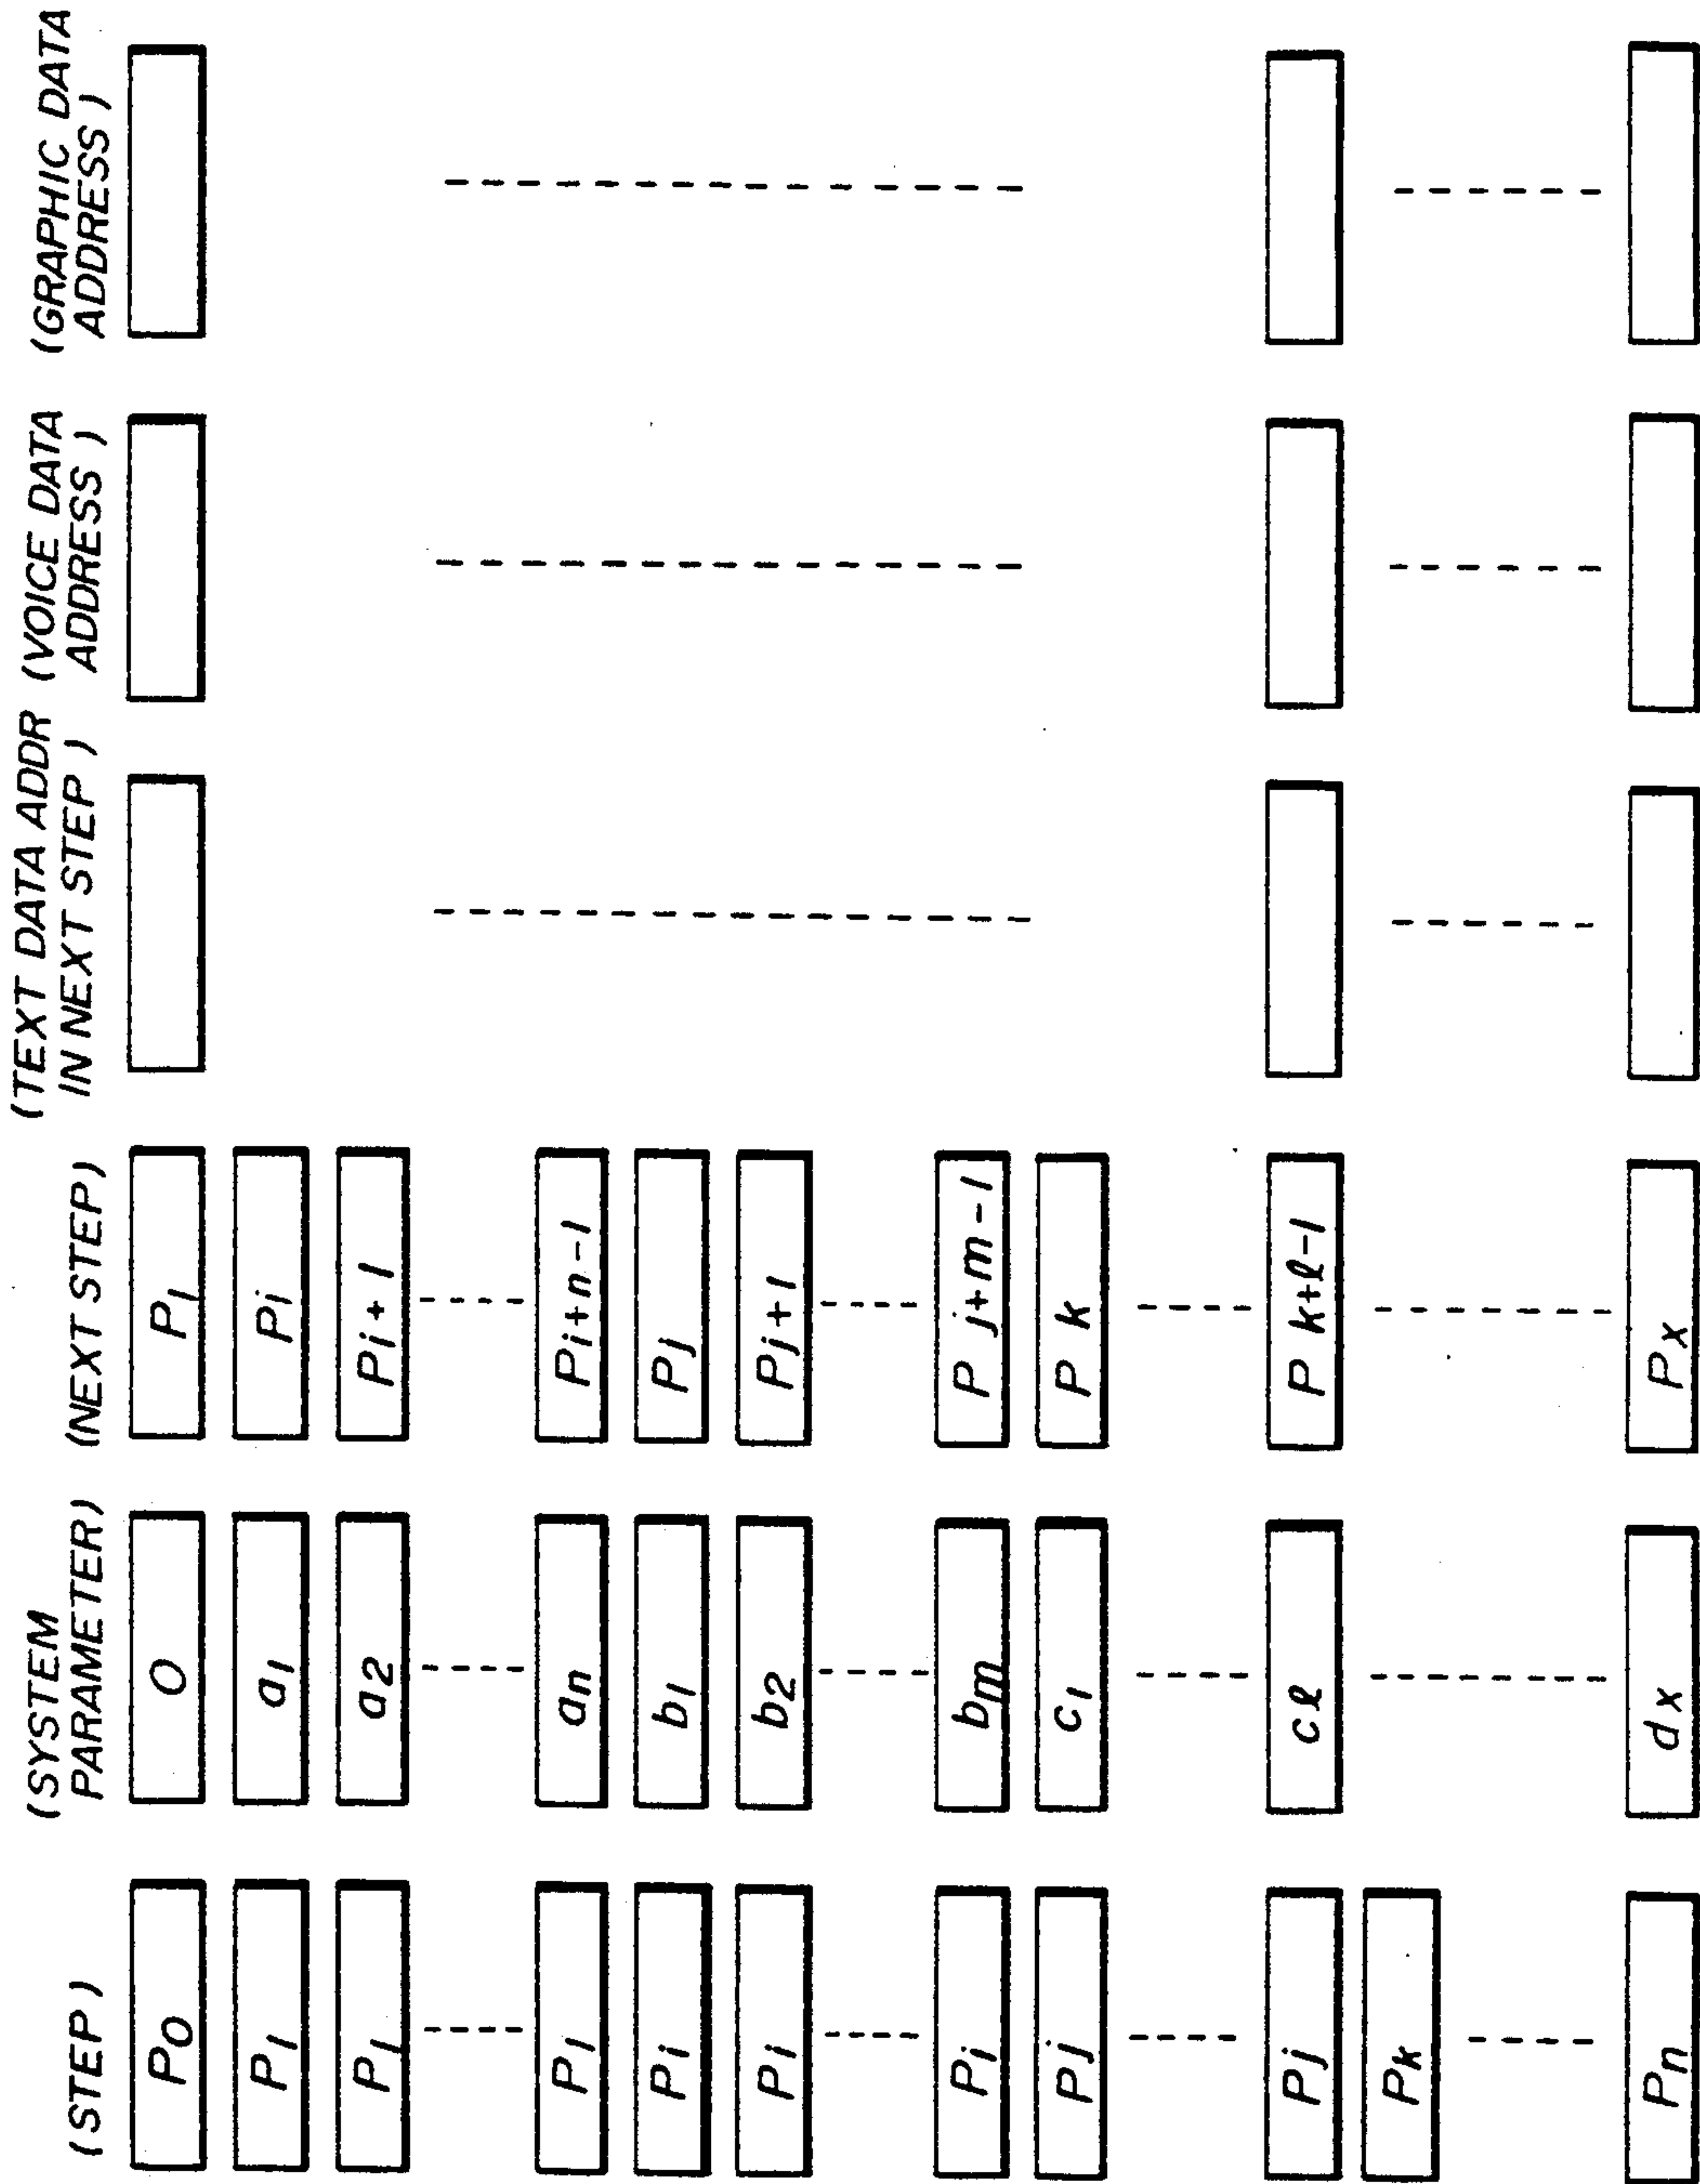 (STEP)
(SYSTEM
PARAMETER)
(NEXT STEP)
(TEXT DATA ADDR
IN NEXT STEP)
(VOICE DATA
ADDRESS)
(GRAPHIC DATA
ADDRESS)
P0 0 P1
P1 a1 Pi
P1 a2 Pi+1
P1 an Pi+n-1
Pi b1 Pj
Pi b2 Pj+1
Pi bm P j+m-1
Pj c1 P k
Pj cℓ P k+ℓ-1
Pk
Pn dx Px